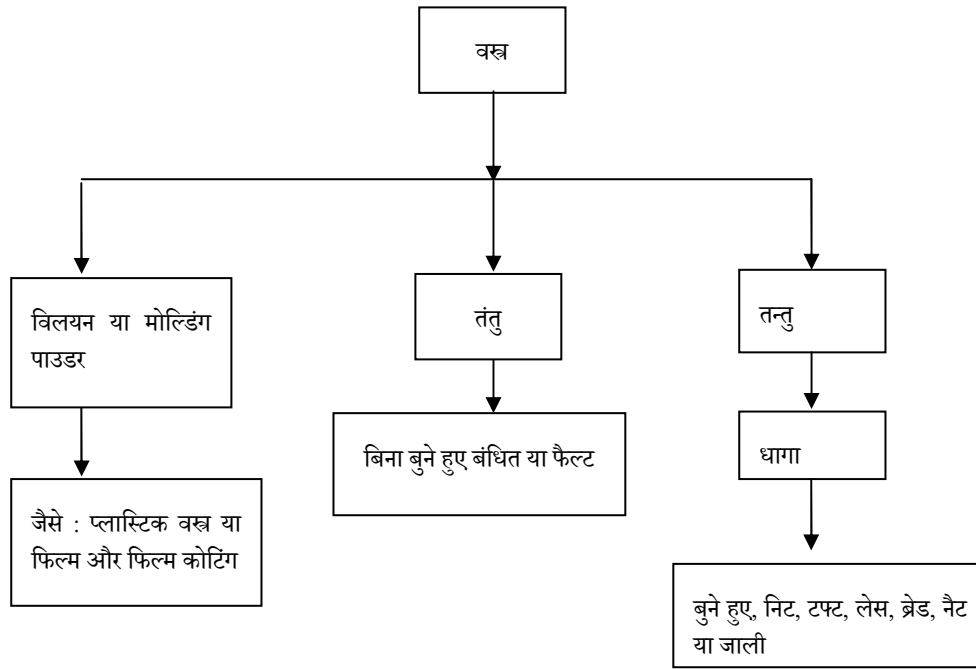 वस्त्र
विलयन या मोल्डिंग
पाउडर
तंतु
तन्तु
बिना बुने हुए बंधित या फैल्ट
धागा
जैसे : प्लास्टिक वस्त्र या
फिल्म और फिल्म कोटिंग
बुने हुए, निट, टफ्ट, लेस, ब्रेड, नैट
या जाली